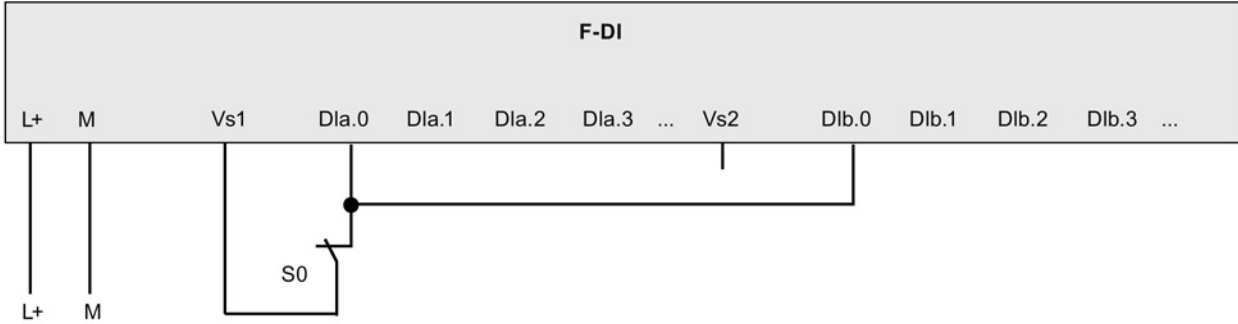 F-DI
L+ M Vs1 DIa.0 DIa.1 DIa.2 DIa.3 ... Vs2 DIb.0 DIb.1 DIb.2 DIb.3 ...
S0
L+ M